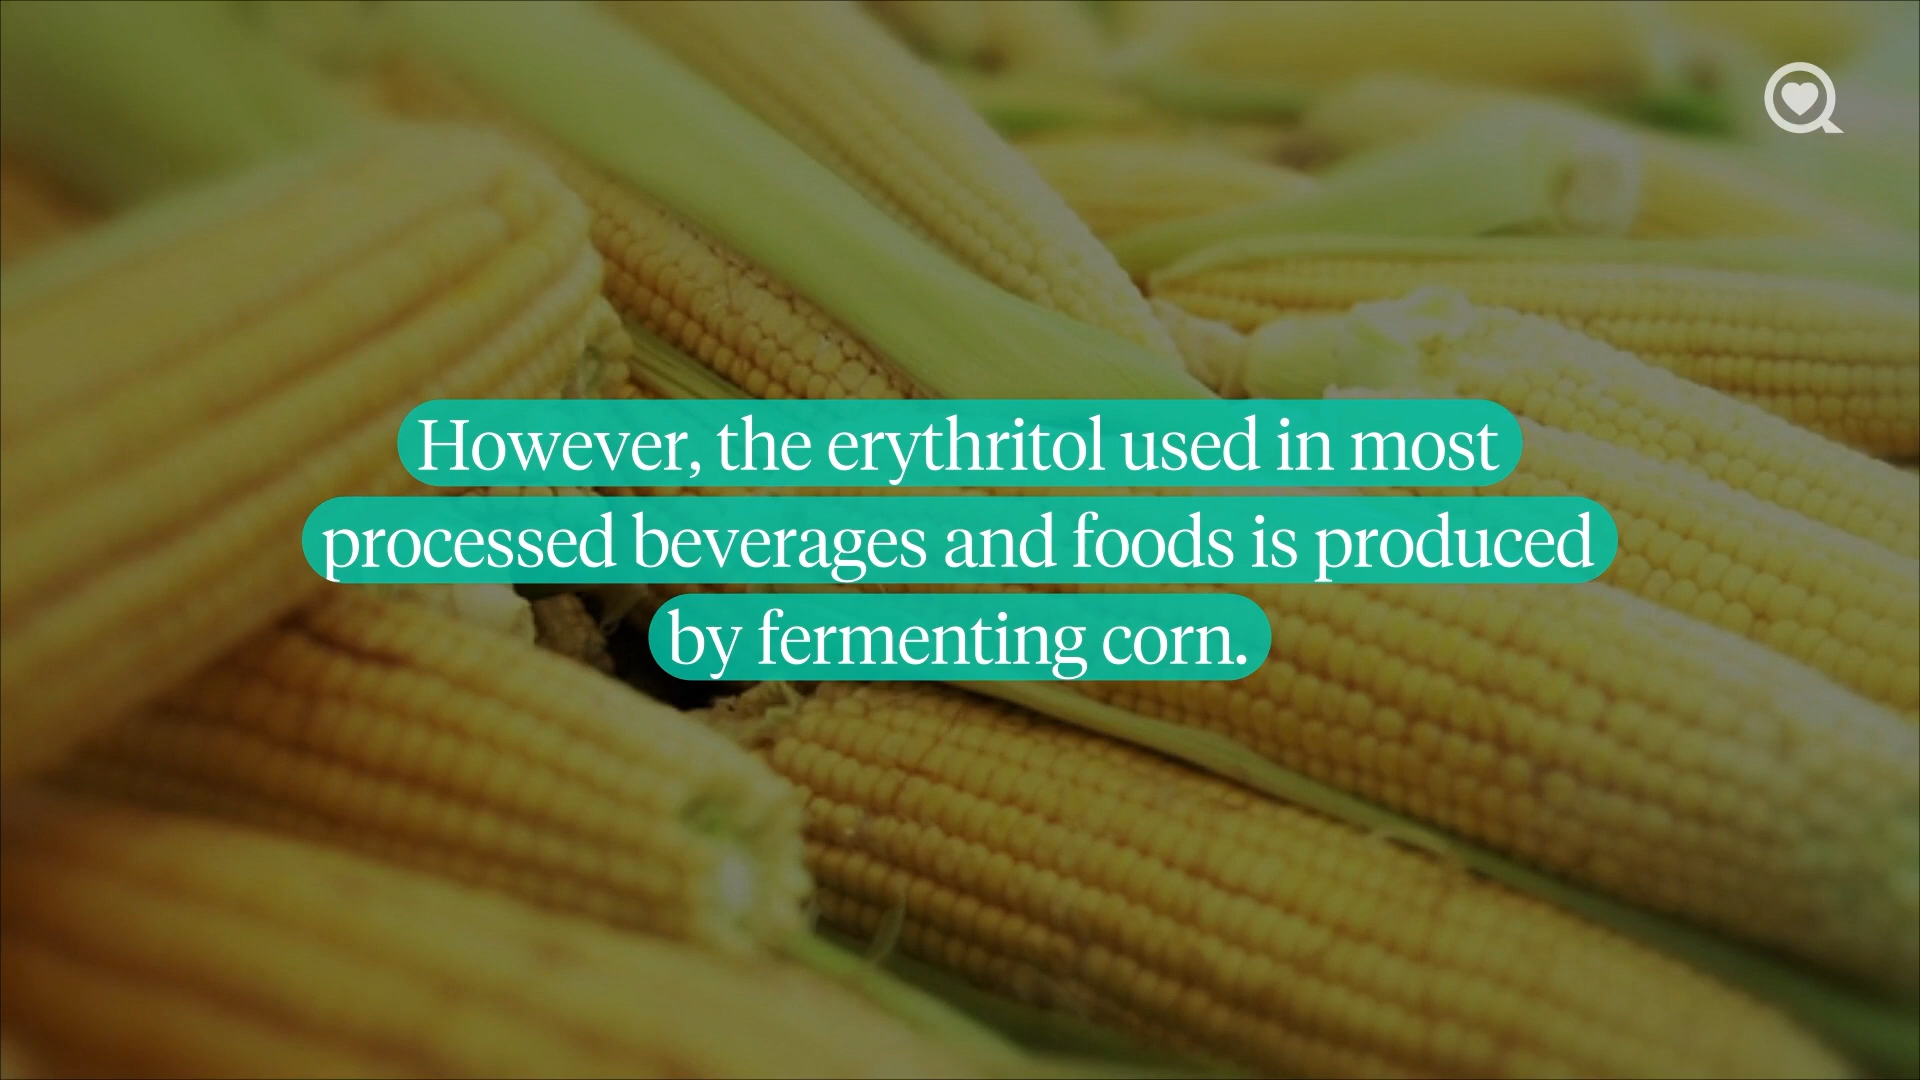 However, the erythritol used in most
processed beverages and foods is produced
by fermenting corn.